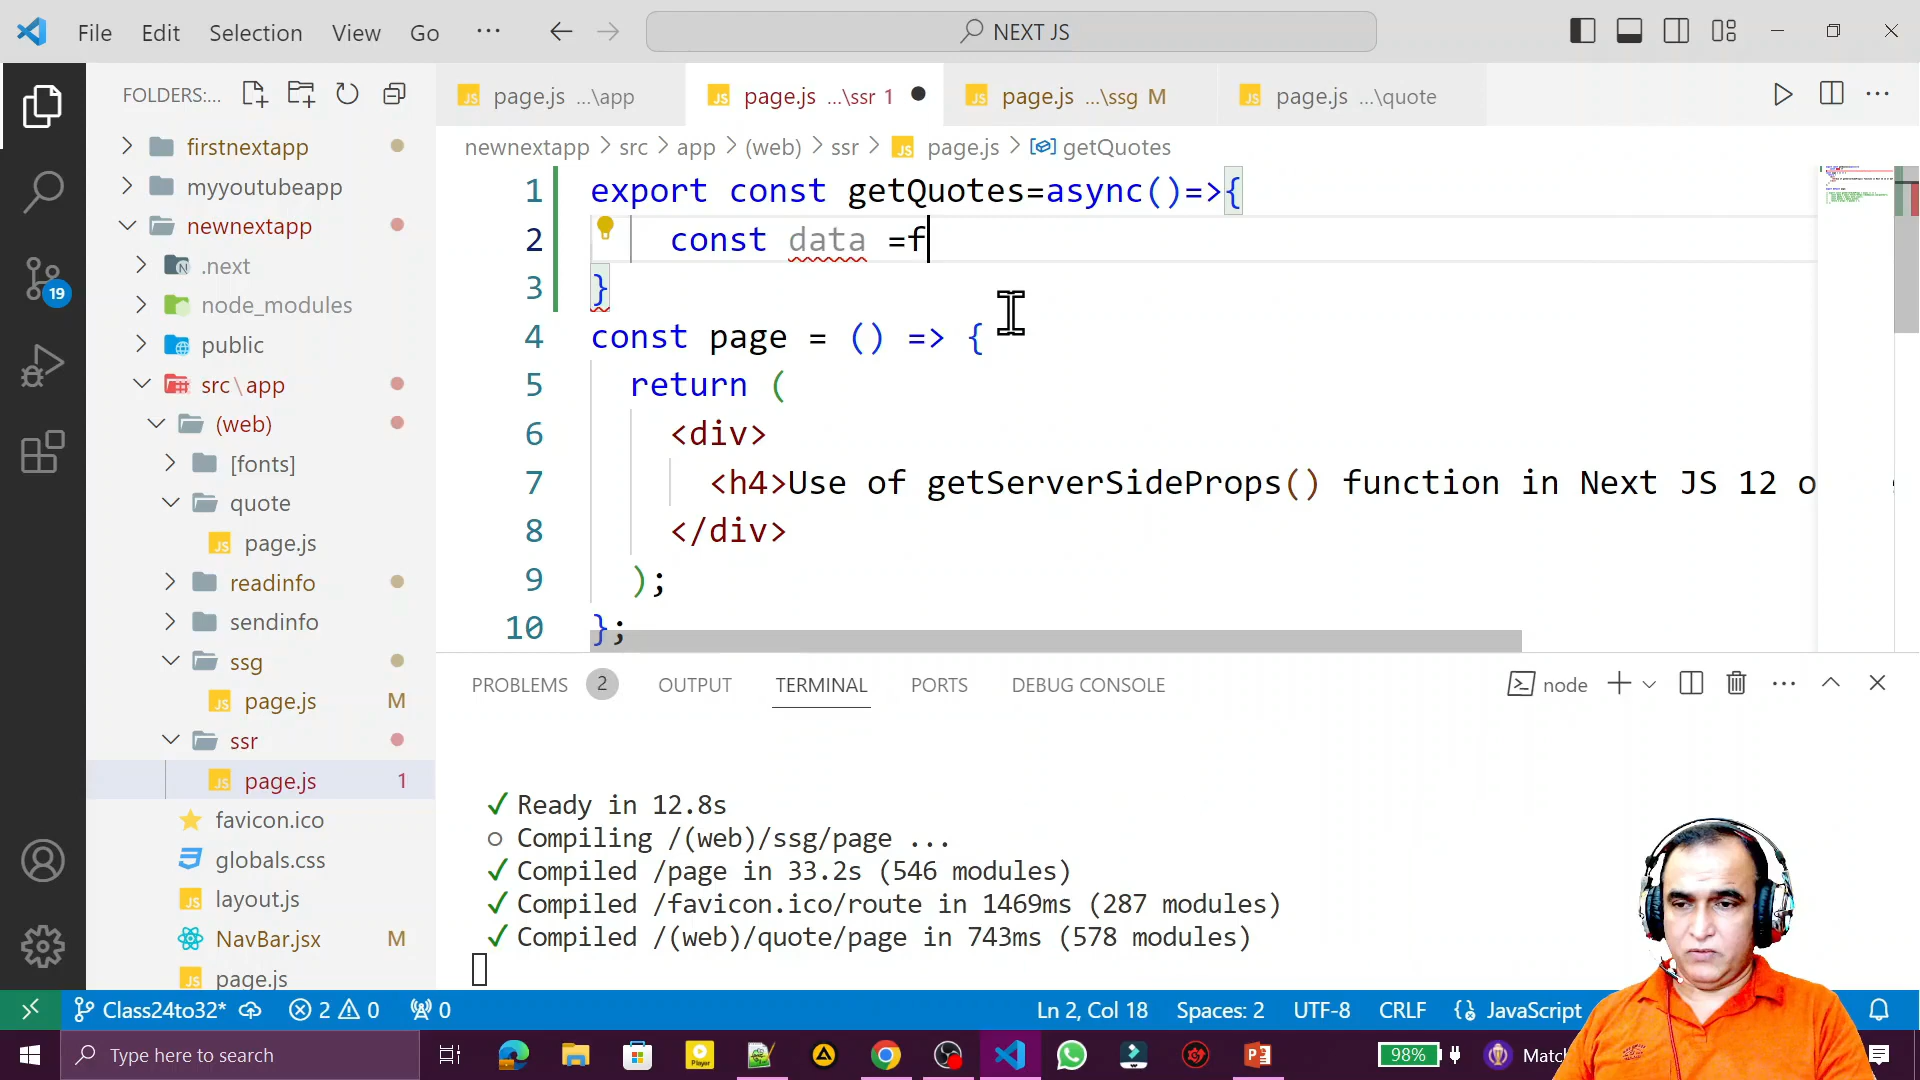 File Edit Selection View Go ... NEXT JS
FOLDERS:...
page.js ...\app page.js ...\ssr 1 page.js ...\ssg M page.js ...\quote
newnextapp > src > app > (web) > ssr > page.js > getQuotes
firstnextapp
myyoutubeapp
newnextapp
.next
node_modules
public
src\app
(web)
[fonts]
quote
page.js
readinfo
sendinfo
ssg
page.js M
ssr
page.js 1
favicon.ico
globals.css
layout.js
NavBar.jsx M
page.js
1 export const getQuotes=async()=>{
2 const data =f
3 }
4 const page = () => {
5 return (
6 <div>
7 <h4>Use of getServerSideProps() function in Next JS 12 o
8 </div>
9 );
10 };
19
PROBLEMS 2 OUTPUT TERMINAL PORTS DEBUG CONSOLE node
✓ Ready in 12.8s
○ Compiling /(web)/ssg/page ...
✓ Compiled /page in 33.2s (546 modules)
✓ Compiled /favicon.ico/route in 1469ms (287 modules)
✓ Compiled /(web)/quote/page in 743ms (578 modules)
Class24to32* 2 0 0 Ln 2, Col 18 Spaces: 2 UTF-8 CRLF JavaScript
Type here to search 98%